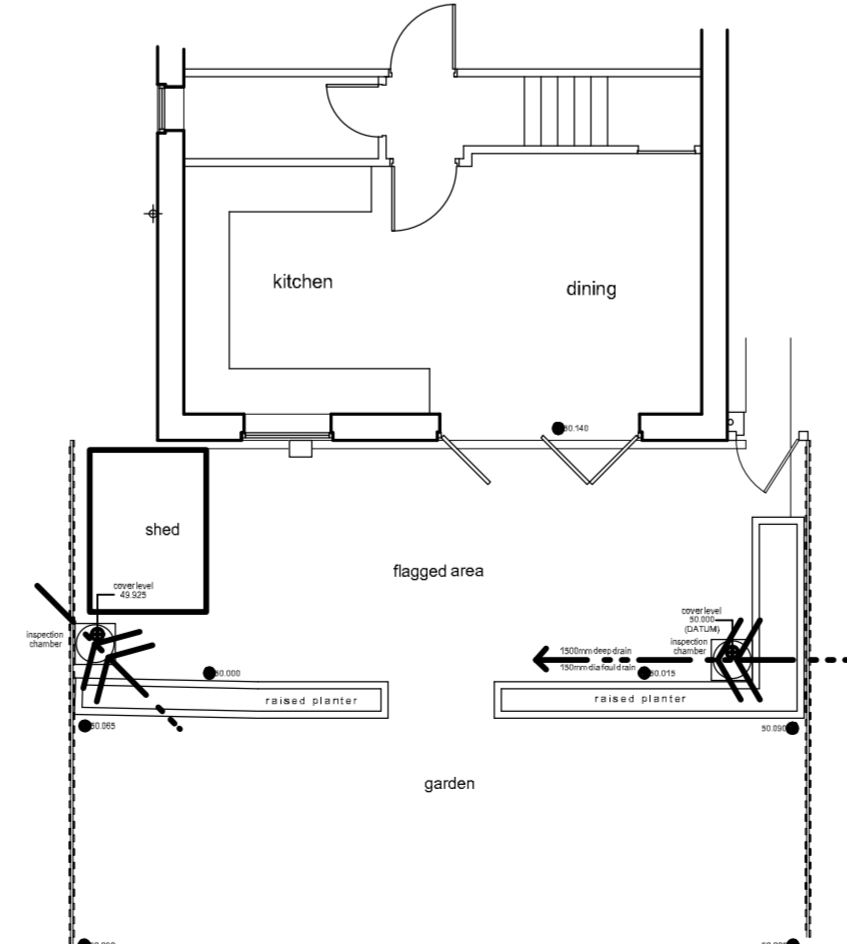 kitchen
dining
50.140
shed
flagged area
cover level
49.925
inspection
chamber
cover level
50.000
(DATUM)
inspection
chamber
1500mm deep drain
150mm dia foul drain
50.000
50.015
raised planter
raised planter
50.065
50.090
garden